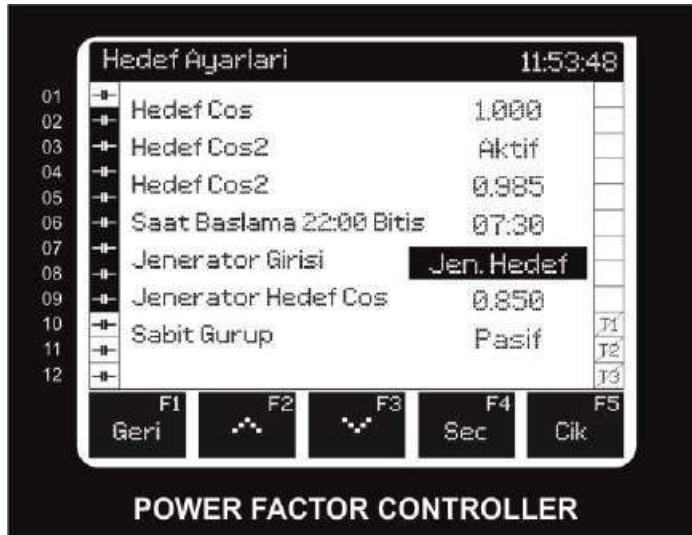 Hedef Ayarlari 11:53:48
01
02
03
04
05
06
07
08
09
10
11
12
Hedef Cos 1.000
Hedef Cos2 Aktif
Hedef Cos2 0.985
Saat Baslama 22:00 Bitis 07:30
Jenerator Girisi Jen. Hedef
Jenerator Hedef Cos 0.850
Sabit Gurup Pasif
T1
T2
T3
F1 F2 F3 F4 F5
Geri Sec Cik
POWER FACTOR CONTROLLER